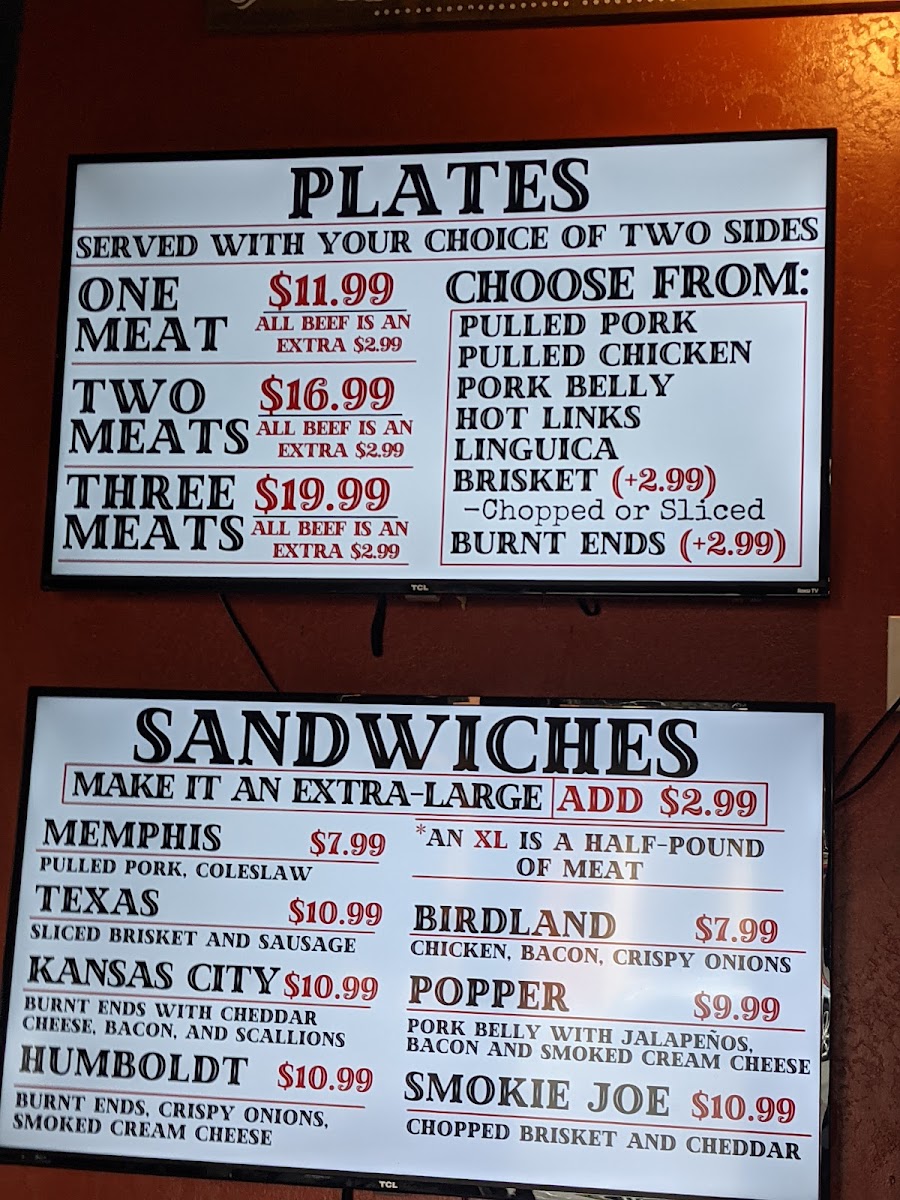 PLATES
SERVED WITH YOUR CHOICE OF TWO SIDES
ONE
MEAT
$11.99
ALL BEEF IS AN
EXTRA $2.99
TWO
MEATS
$16.99
ALL BEEF IS AN
EXTRA $2.99
THREE
MEATS
$19.99
ALL BEEF IS AN
EXTRA $2.99
CHOOSE FROM:
PULLED PORK
PULLED CHICKEN
PORK BELLY
HOT LINKS
LINGUICA
BRISKET (+2.99)
-Chopped or Sliced
BURNT ENDS (+2.99)
TCL
Roku TV
SANDWICHES
MAKE IT AN EXTRA-LARGE ADD $2.99
MEMPHIS $7.99
PULLED PORK, COLESLAW
TEXAS $10.99
SLICED BRISKET AND SAUSAGE
KANSAS CITY $10.99
BURNT ENDS WITH CHEDDAR
CHEESE, BACON, AND SCALLIONS
HUMBOLDT $10.99
BURNT ENDS, CRISPY ONIONS,
SMOKED CREAM CHEESE
*AN XL IS A HALF-POUND
OF MEAT
BIRDLAND $7.99
CHICKEN, BACON, CRISPY ONIONS
POPPER $9.99
PORK BELLY WITH JALAPEÑOS,
BACON AND SMOKED CREAM CHEESE
SMOKIE JOE $10.99
CHOPPED BRISKET AND CHEDDAR
TCL